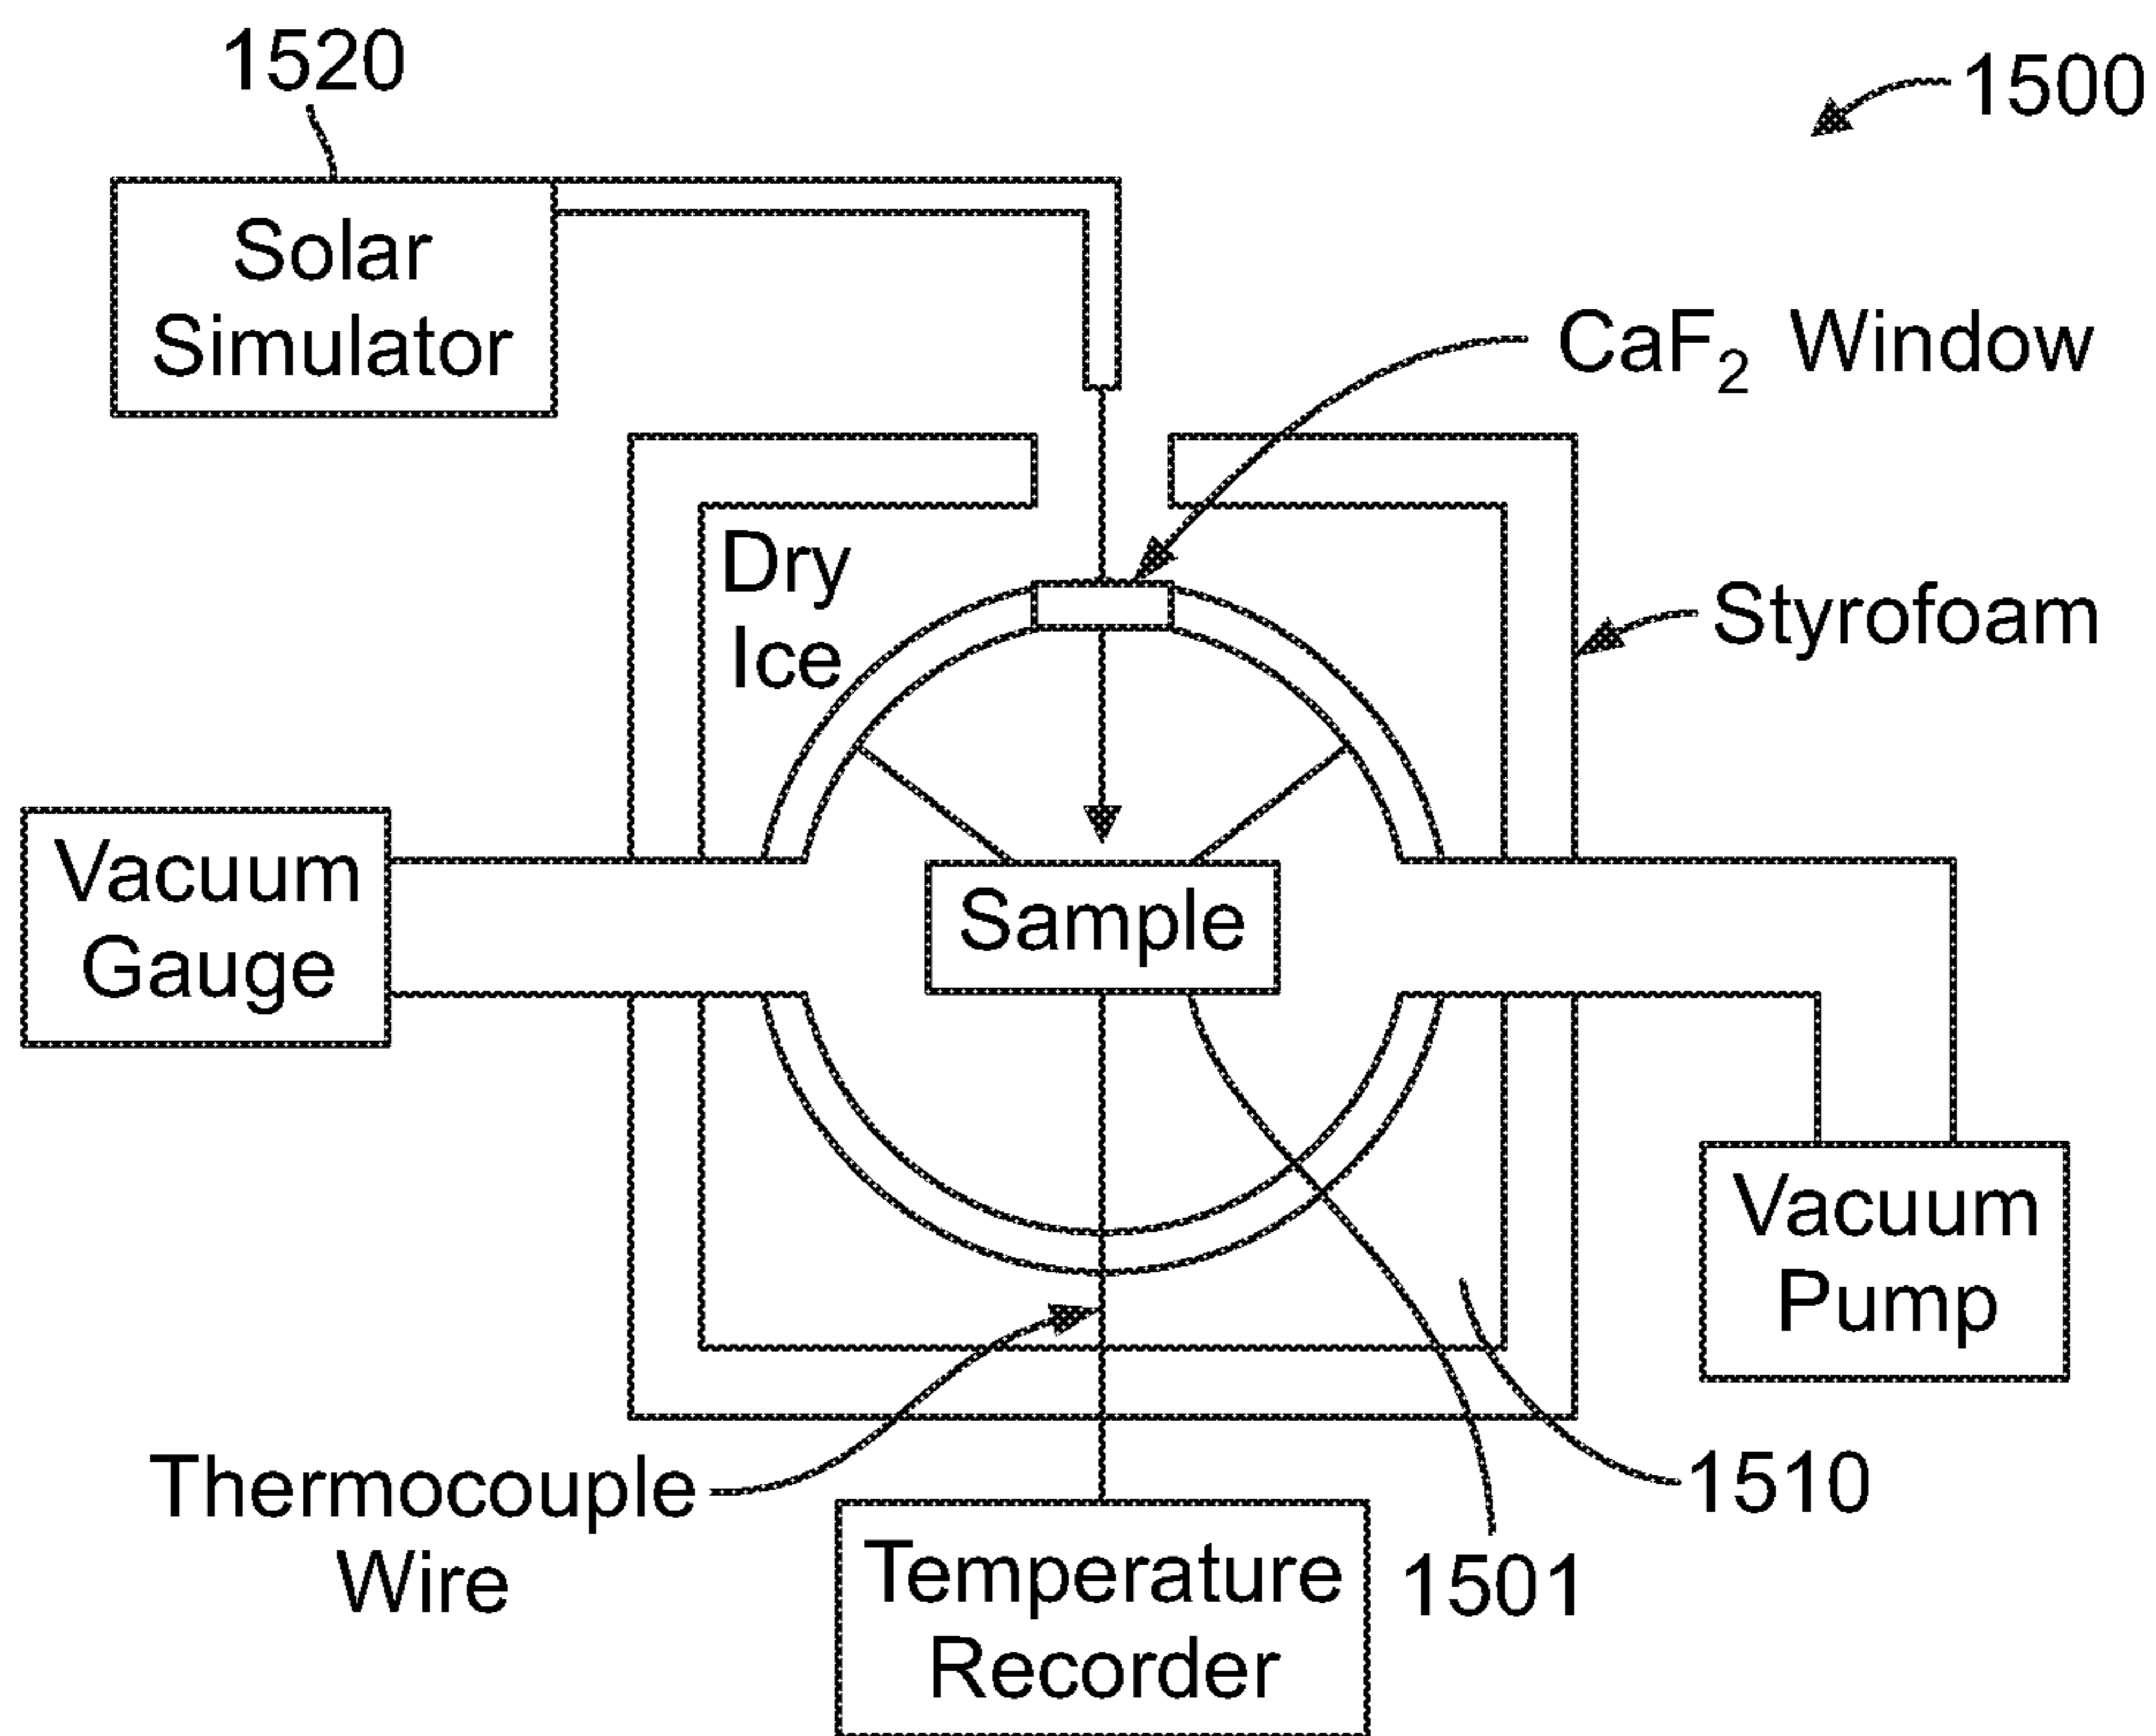 1520
1500
Solar
Simulator
CaF₂ Window
Dry
Ice
Styrofoam
Vacuum
Gauge
Sample
Vacuum
Pump
Thermocouple
Wire
1510
1501
Temperature
Recorder